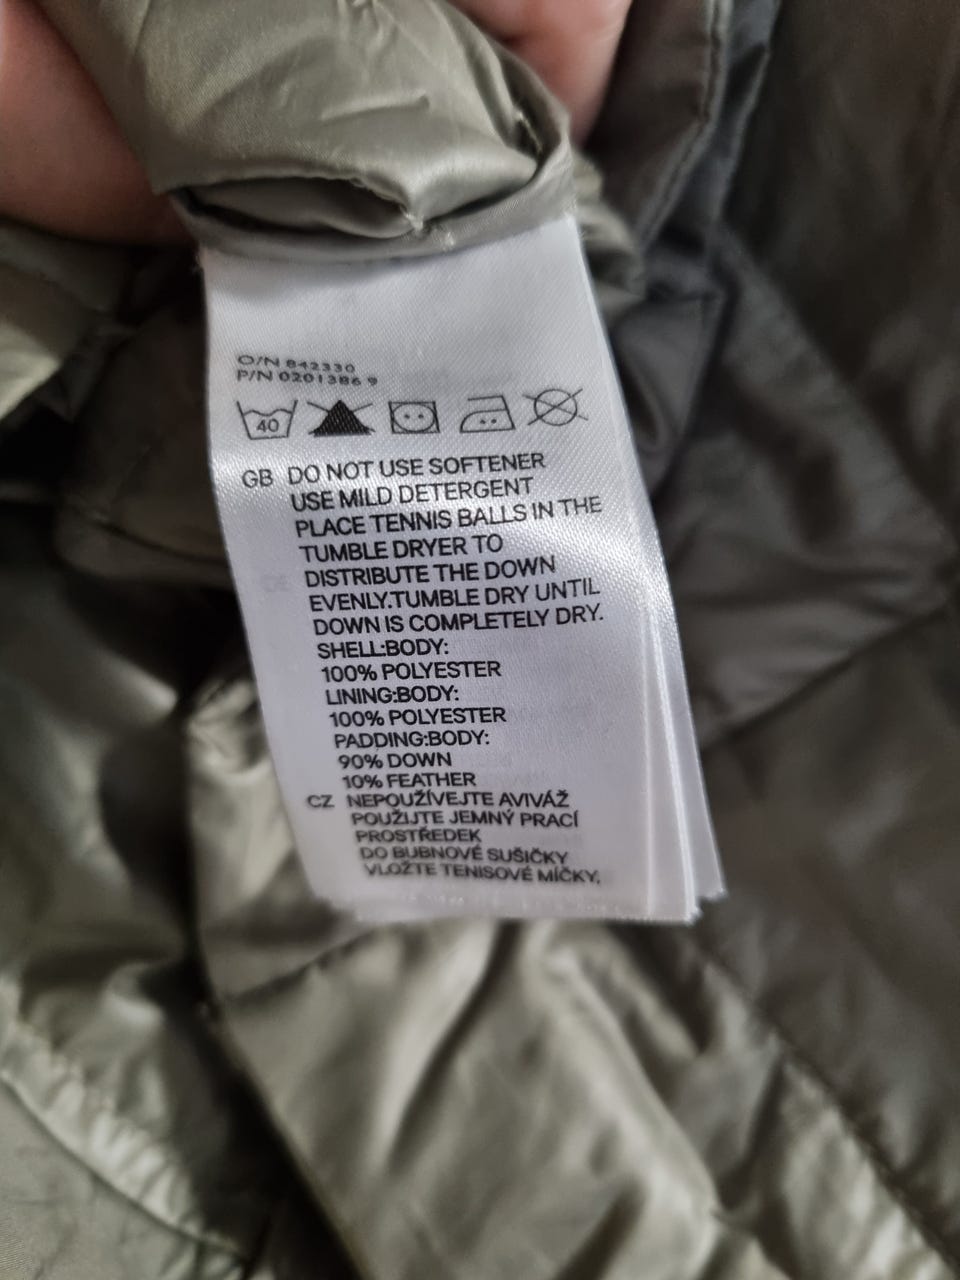 O/N 842330
P/N 0201386 9
40
GB DO NOT USE SOFTENER
USE MILD DETERGENT
PLACE TENNIS BALLS IN THE
TUMBLE DRYER TO
DISTRIBUTE THE DOWN
EVENLY.TUMBLE DRY UNTIL
DOWN IS COMPLETELY DRY.
SHELL:BODY:
100% POLYESTER
LINING:BODY:
100% POLYESTER
PADDING:BODY:
90% DOWN
10% FEATHER
CZ NEPOUŽÍVEJTE AVIVÁŽ
POUŽIJTE JEMNÝ PRACÍ
PROSTŘEDEK
DO BUBNOVÉ SUŠIČKY
VLOŽTE TENISOVÉ MÍČKY,